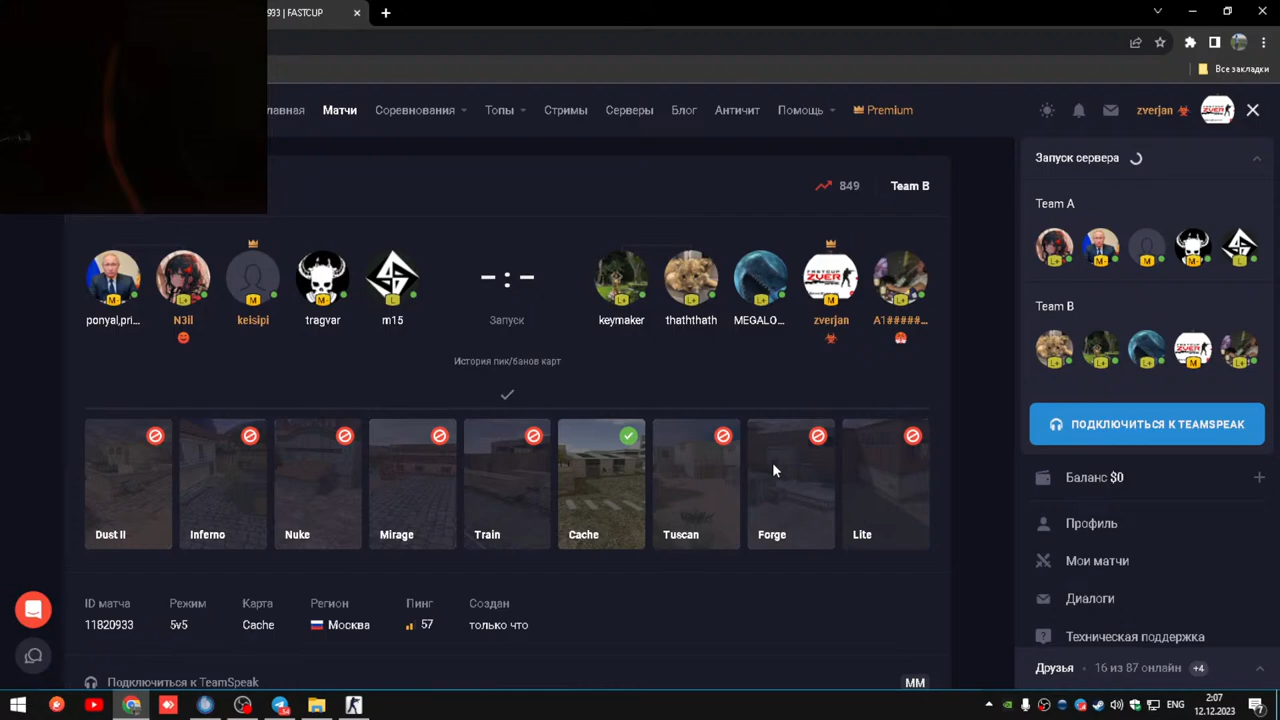 933 | FASTCUP
Все закладки
лавная Матчи Соревнования Топы Стримы Серверы Блог Античит Помощь Premium zverjan
Запуск сервера
849 Team B
Team A
M L+ M M L L+ L+ L+ M L+
ponyal,pri... N3il keisipi tragvar m15 -:- Запуск keymaker thaththath MEGALO... zverjan A1#####...
Team B
История пик/банов карт
ПОДКЛЮЧИТЬСЯ К TEAMSPEAK
Баланс $0
Dust II Inferno Nuke Mirage Train Cache Tuscan Forge Lite
Профиль
Мои матчи
Диалоги
Техническая поддержка
Друзья • 16 из 87 онлайн +4
ID матча Режим Карта Регион Пинг Создан
11820933 5v5 Cache Москва 57 только что
Подключиться к TeamSpeak MM
2:07
12.12.2023